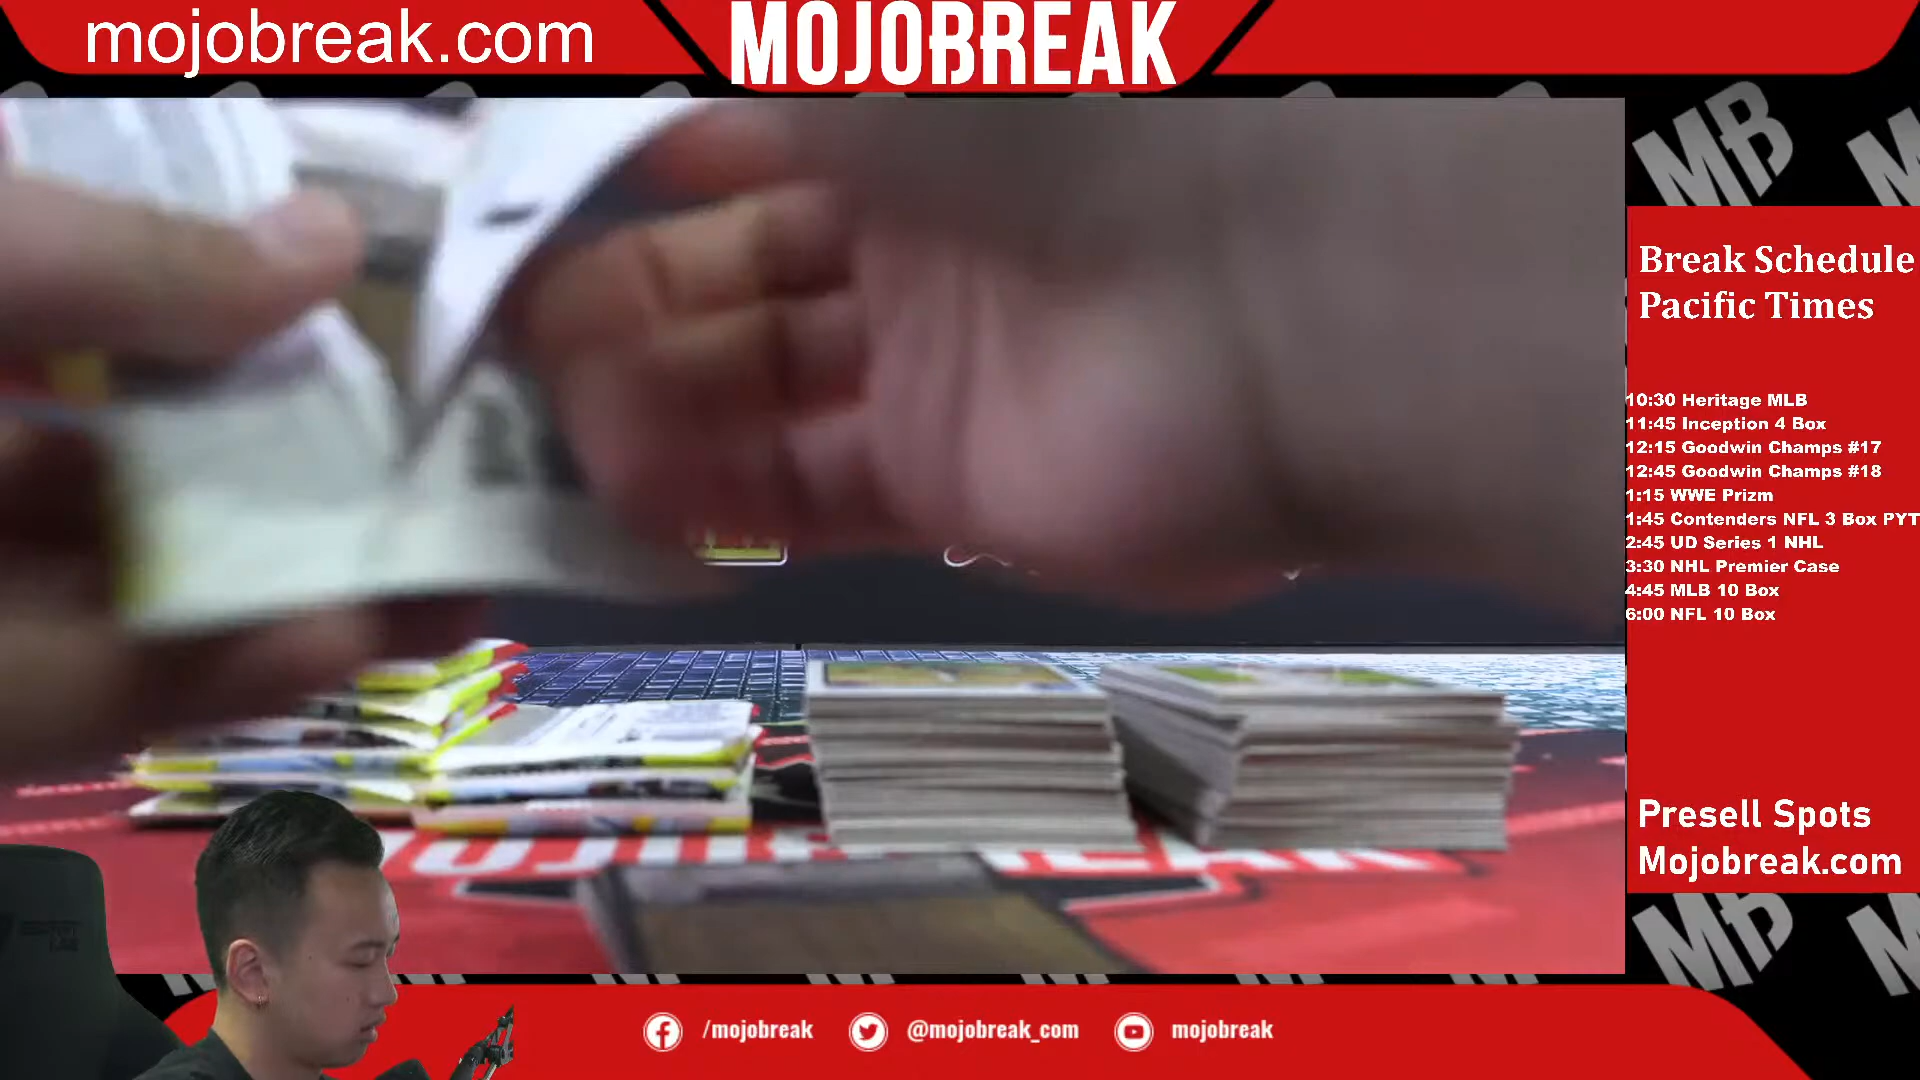 mojobreak.com
MOJOBREAK
Break Schedule
Pacific Times
10:30 Heritage MLB
11:45 Inception 4 Box
12:15 Goodwin Champs #17
12:45 Goodwin Champs #18
1:15 WWE Prizm
1:45 Contenders NFL 3 Box PYT
2:45 UD Series 1 NHL
3:30 NHL Premier Case
4:45 MLB 10 Box
6:00 NFL 10 Box
Presell Spots
Mojobreak.com
MB
MB
/mojobreak
@mojobreak_com
mojobreak